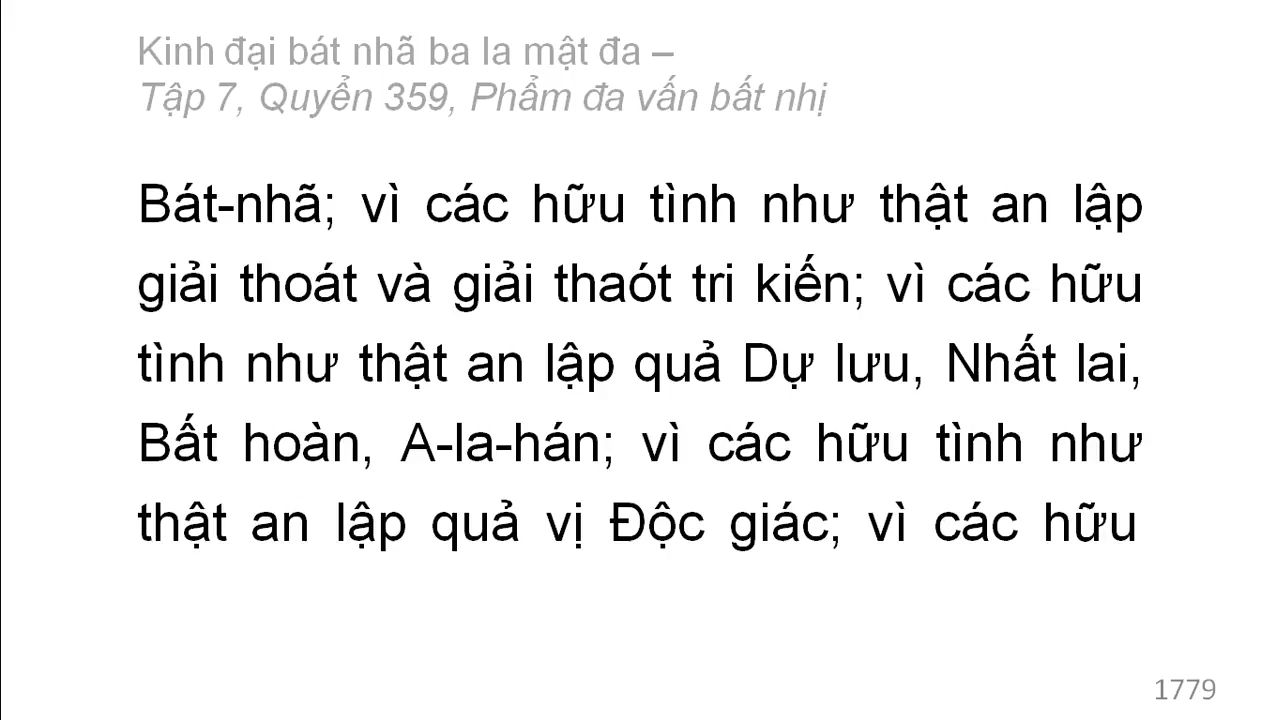 Kinh đại bát nhã ba la mật đa –
Tập 7, Quyển 359, Phẩm đa vấn bất nhị
Bát-nhã; vì các hữu tình như thật an lập
giải thoát và giải thaót tri kiến; vì các hữu
tình như thật an lập quả Dự lưu, Nhất lai,
Bất hoàn, A-la-hán; vì các hữu tình như
thật an lập quả vị Độc giác; vì các hữu
1779